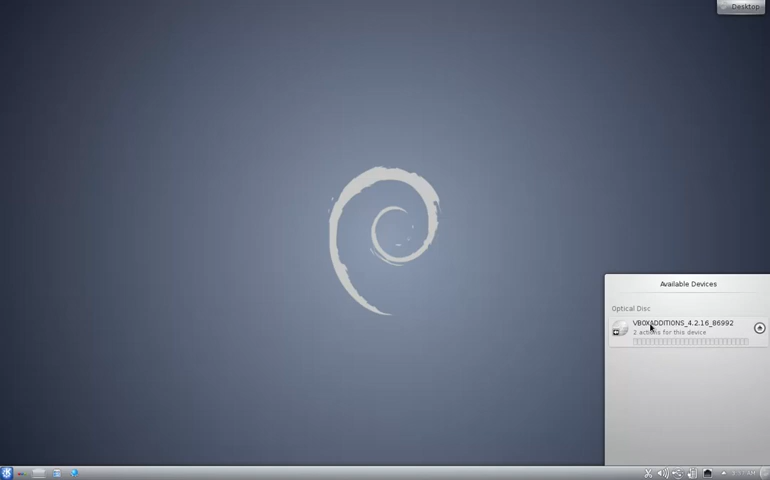 Desktop
Available Devices
Optical Disc
VBOXADDITIONS_4.2.16_86992
2 actions for this device